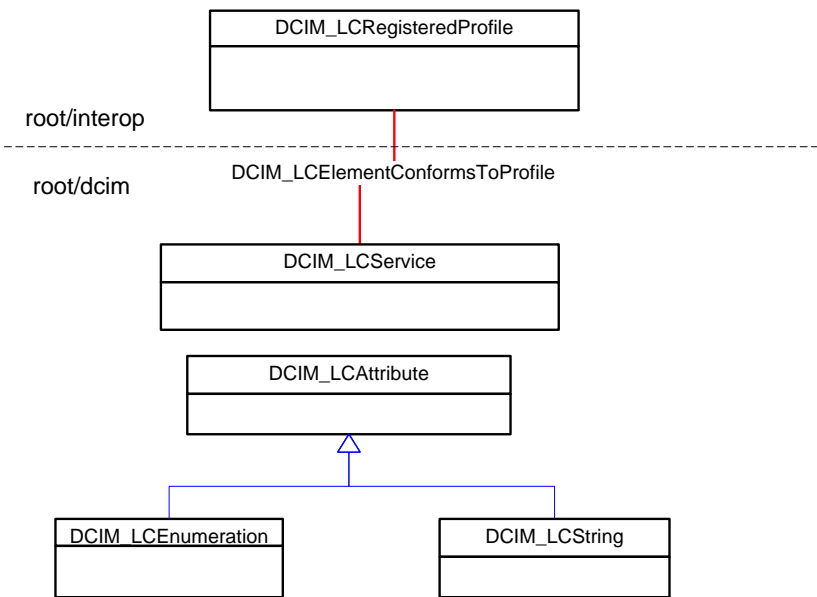 DCIM_LCRegisteredProfile
root/interop
DCIM_LCElementConformsToProfile
root/dcim
DCIM_LCService
DCIM_LCAttribute
DCIM_LCEnumeration
DCIM_LCString